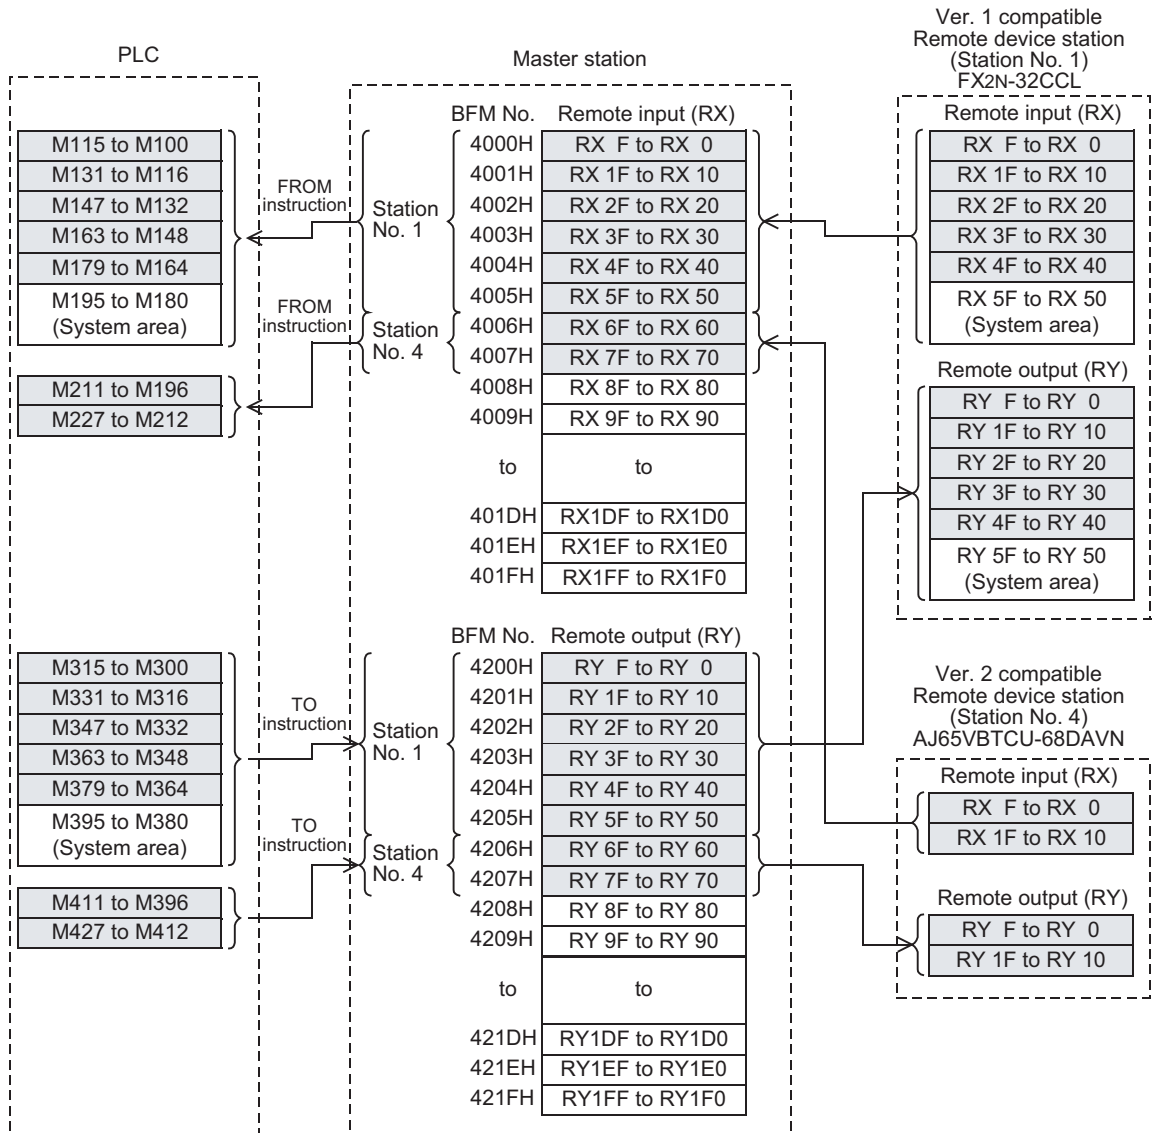 PLC
M115 to M100
M131 to M116
M147 to M132
M163 to M148
M179 to M164
M195 to M180
(System area)
M211 to M196
M227 to M212
M315 to M300
M331 to M316
M347 to M332
M363 to M348
M379 to M364
M395 to M380
(System area)
M411 to M396
M427 to M412
FROM
instruction
FROM
instruction
TO
instruction
TO
instruction
Master station
BFM No. Remote input (RX)
Station
No. 1
Station
No. 4
4000H RX F to RX 0
4001H RX 1F to RX 10
4002H RX 2F to RX 20
4003H RX 3F to RX 30
4004H RX 4F to RX 40
4005H RX 5F to RX 50
4006H RX 6F to RX 60
4007H RX 7F to RX 70
4008H RX 8F to RX 80
4009H RX 9F to RX 90
to to
401DH RX1DF to RX1D0
401EH RX1EF to RX1E0
401FH RX1FF to RX1F0
BFM No. Remote output (RY)
Station
No. 1
Station
No. 4
4200H RY F to RY 0
4201H RY 1F to RY 10
4202H RY 2F to RY 20
4203H RY 3F to RY 30
4204H RY 4F to RY 40
4205H RY 5F to RY 50
4206H RY 6F to RY 60
4207H RY 7F to RY 70
4208H RY 8F to RY 80
4209H RY 9F to RY 90
to to
421DH RY1DF to RY1D0
421EH RY1EF to RY1E0
421FH RY1FF to RY1F0
Ver. 1 compatible
Remote device station
(Station No. 1)
FX2N-32CCL
Remote input (RX)
RX F to RX 0
RX 1F to RX 10
RX 2F to RX 20
RX 3F to RX 30
RX 4F to RX 40
RX 5F to RX 50
(System area)
Remote output (RY)
RY F to RY 0
RY 1F to RY 10
RY 2F to RY 20
RY 3F to RY 30
RY 4F to RY 40
RY 5F to RY 50
(System area)
Ver. 2 compatible
Remote device station
(Station No. 4)
AJ65VBTCU-68DAVN
Remote input (RX)
RX F to RX 0
RX 1F to RX 10
Remote output (RY)
RY F to RY 0
RY 1F to RY 10